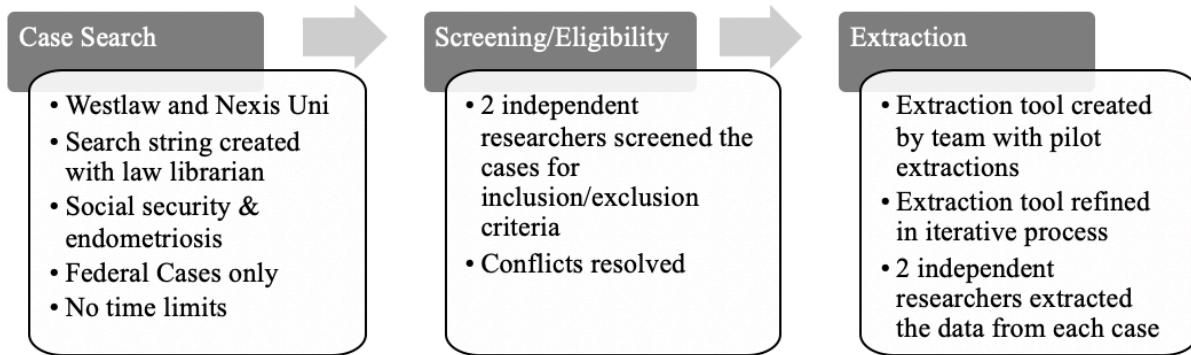 Case Search
• Westlaw and Nexis Uni
• Search string created
with law librarian
• Social security &
endometriosis
• Federal Cases only
• No time limits
Screening/Eligibility
• 2 independent
researchers screened the
cases for
inclusion/exclusion
criteria
• Conflicts resolved
Extraction
• Extraction tool created
by team with pilot
extractions
• Extraction tool refined
in iterative process
• 2 independent
researchers extracted
the data from each case